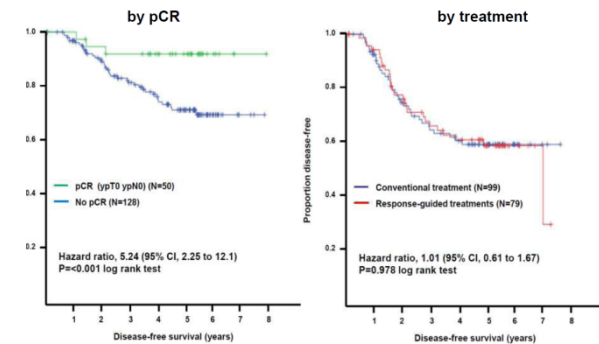 by pCR
1.0
0.8
0.6
0.4
0.2
pCR (ypT0 ypN0) (N=50)
No pCR (N=128)
Hazard ratio, 5.24 (95% CI, 2.25 to 12.1)
P=<0.001 log rank test
1 2 3 4 5 6 7 8
Disease-free survival (years)
by treatment
Proportion disease-free
1.0
0.8
0.6
0.4
0.2
Conventional treatment (N=99)
Response-guided treatments (N=79)
Hazard ratio, 1.01 (95% CI, 0.61 to 1.67)
P=0.978 log rank test
1 2 3 4 5 6 7 8
Disease-free survival (years)